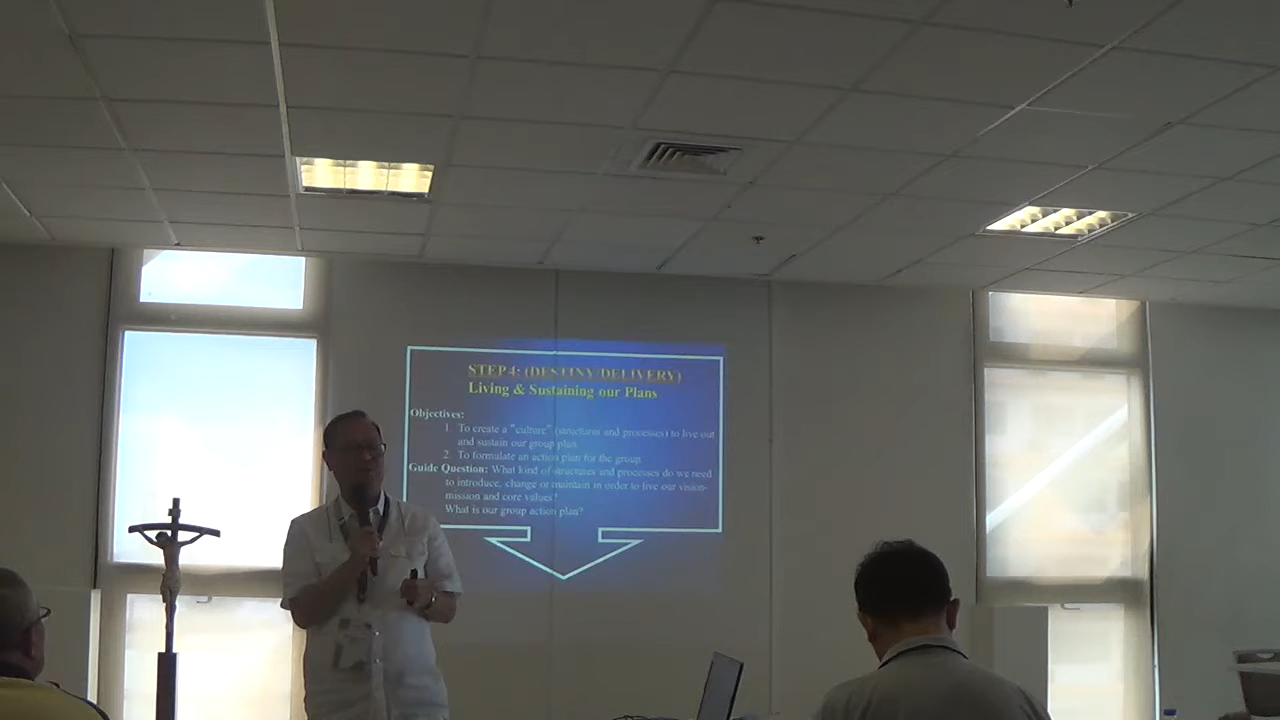 STEP 4: (DESTINY/DELIVERY)
Living & Sustaining our Plans
Objectives:
1. To create a "culture" (structures and processes) to live out
and sustain our group plan.
2. To formulate an action plan for the group.
Guide Question: What kind of structures and processes do we need
to introduce, change or maintain in order to live our vision-
mission and core values?
What is our group action plan?